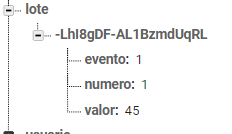 lote
-LhI8gDF-AL1BzmdUqRL
evento: 1
numero: 1
valor: 45